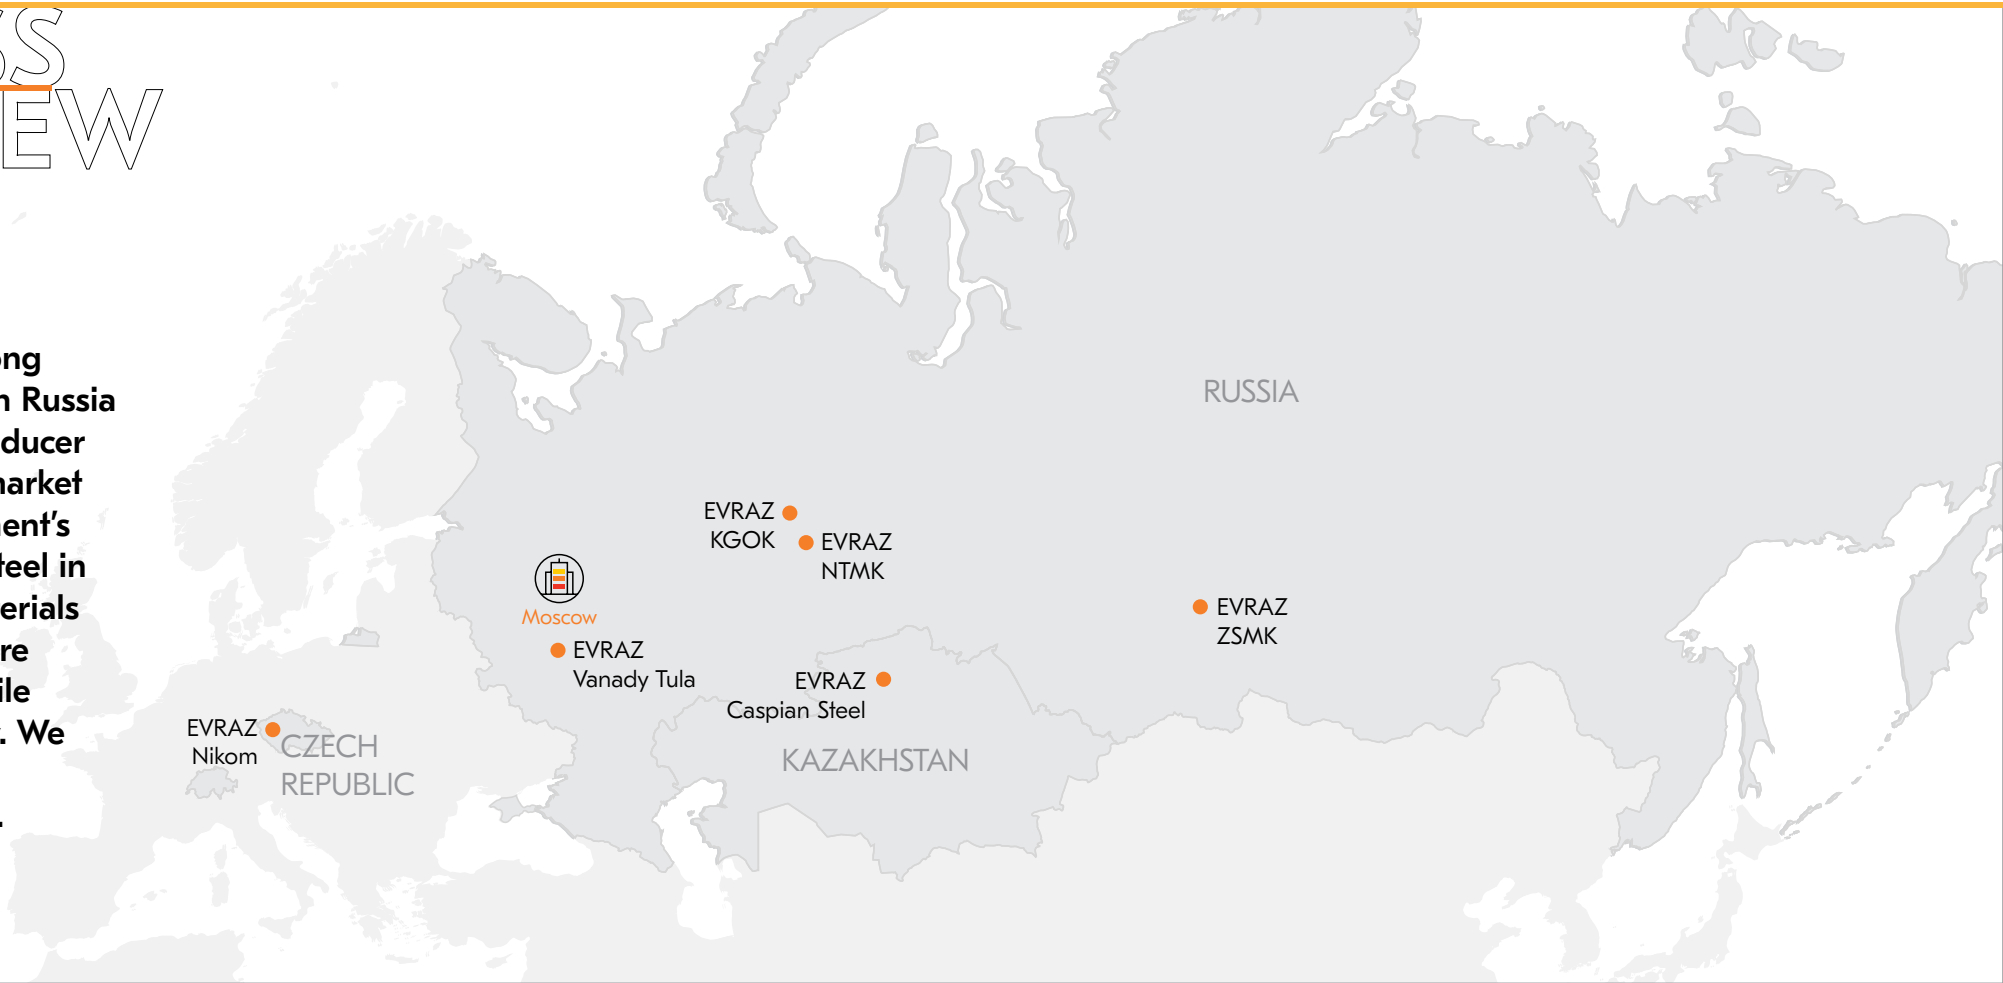 SS
EW
ng
n Russia
ducer
arket
ent's
teel in
erials
re
ile
. We
.
RUSSIA
EVRAZ
KGOK
EVRAZ
NTMK
Moscow
EVRAZ
ZSMK
EVRAZ
Vanady Tula
EVRAZ
Caspian Steel
EVRAZ
Nikom
CZECH
REPUBLIC
KAZAKHSTAN